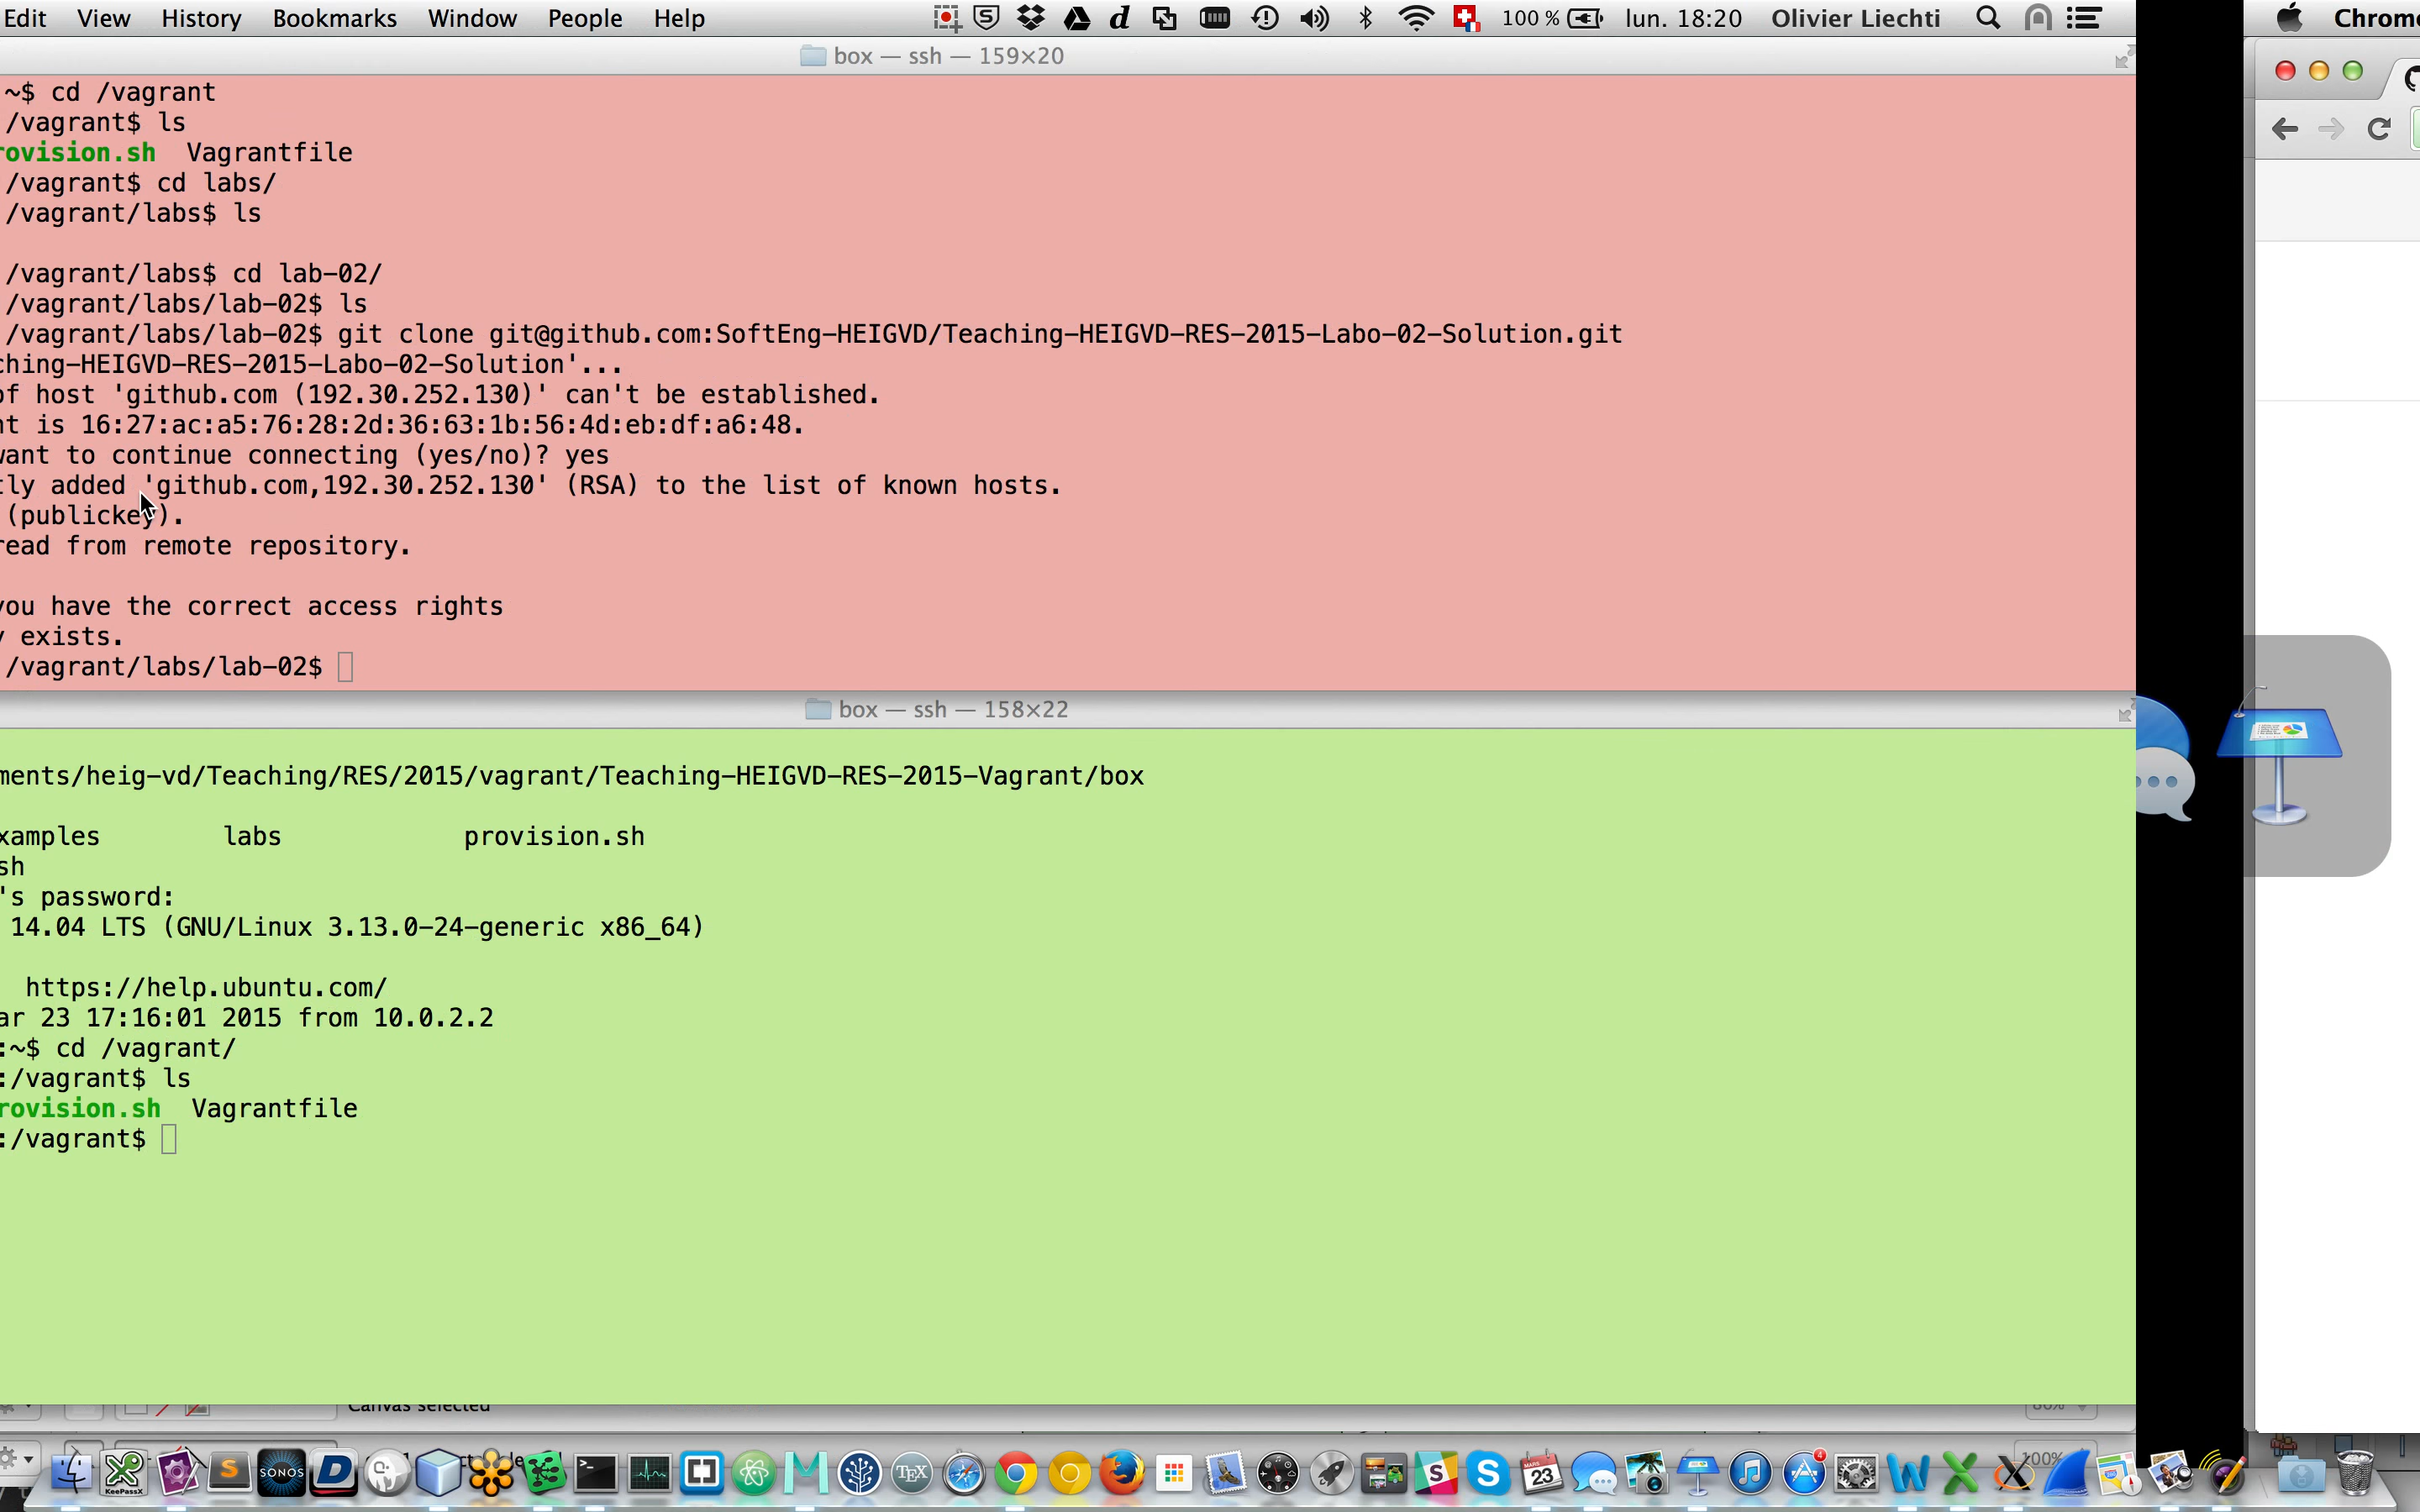 Edit View History Bookmarks Window People Help 100 % lun. 18:20 Olivier Liechti
box — ssh — 159×20
~$ cd /vagrant
/vagrant$ ls
rovision.sh Vagrantfile
/vagrant$ cd labs/
/vagrant/labs$ ls
/vagrant/labs$ cd lab-02/
/vagrant/labs/lab-02$ ls
/vagrant/labs/lab-02$ git clone git@github.com:SoftEng-HEIGVD/Teaching-HEIGVD-RES-2015-Labo-02-Solution.git
ching-HEIGVD-RES-2015-Labo-02-Solution'...
of host 'github.com (192.30.252.130)' can't be established.
nt is 16:27:ac:a5:76:28:2d:36:63:1b:56:4d:eb:df:a6:48.
want to continue connecting (yes/no)? yes
tly added 'github.com,192.30.252.130' (RSA) to the list of known hosts.
(publickey).
read from remote repository.
you have the correct access rights
y exists.
/vagrant/labs/lab-02$
box — ssh — 158×22
ments/heig-vd/Teaching/RES/2015/vagrant/Teaching-HEIGVD-RES-2015-Vagrant/box
xamples labs provision.sh
sh
's password:
14.04 LTS (GNU/Linux 3.13.0-24-generic x86_64)
https://help.ubuntu.com/
ar 23 17:16:01 2015 from 10.0.2.2
:~$ cd /vagrant/
:/vagrant$ ls
rovision.sh Vagrantfile
:/vagrant$
Canvas selected
Chrom
KeePassX
SONOS
TEX
23
100%